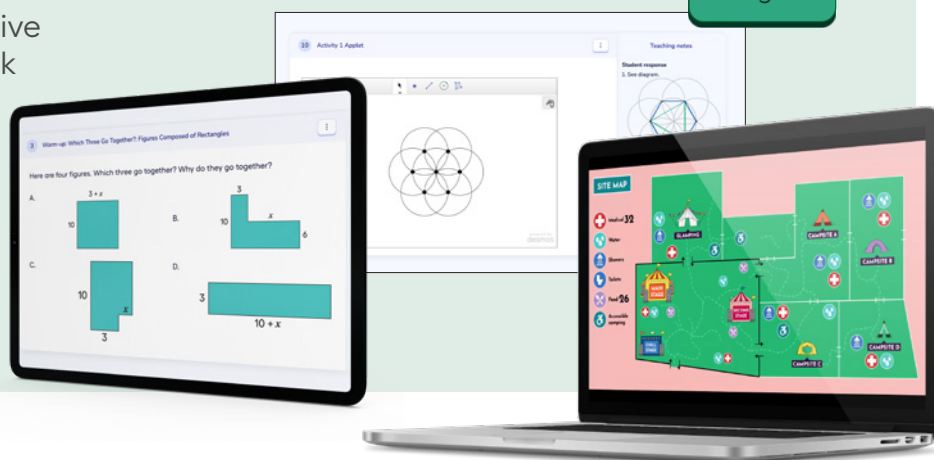 ive
k
10 Activity 1 Applet
Teaching notes
Student response
1. See diagram.
desmos
3 Warm-up: Which Three Go Together?: Figures Composed of Rectangles
Here are four figures. Which three go together? Why do they go together?
A.
3 + x
10
B.
3
10
x
6
C.
10
x
3
D.
3
10 + x
SITE MAP
Medical 32
Water
Showers
Toilets
Food 26
Accessible
camping
GLAMPING
CAMPSITE A
CAMPSITE B
MAIN
STAGE
CAMPSITE C
CAMPSITE D